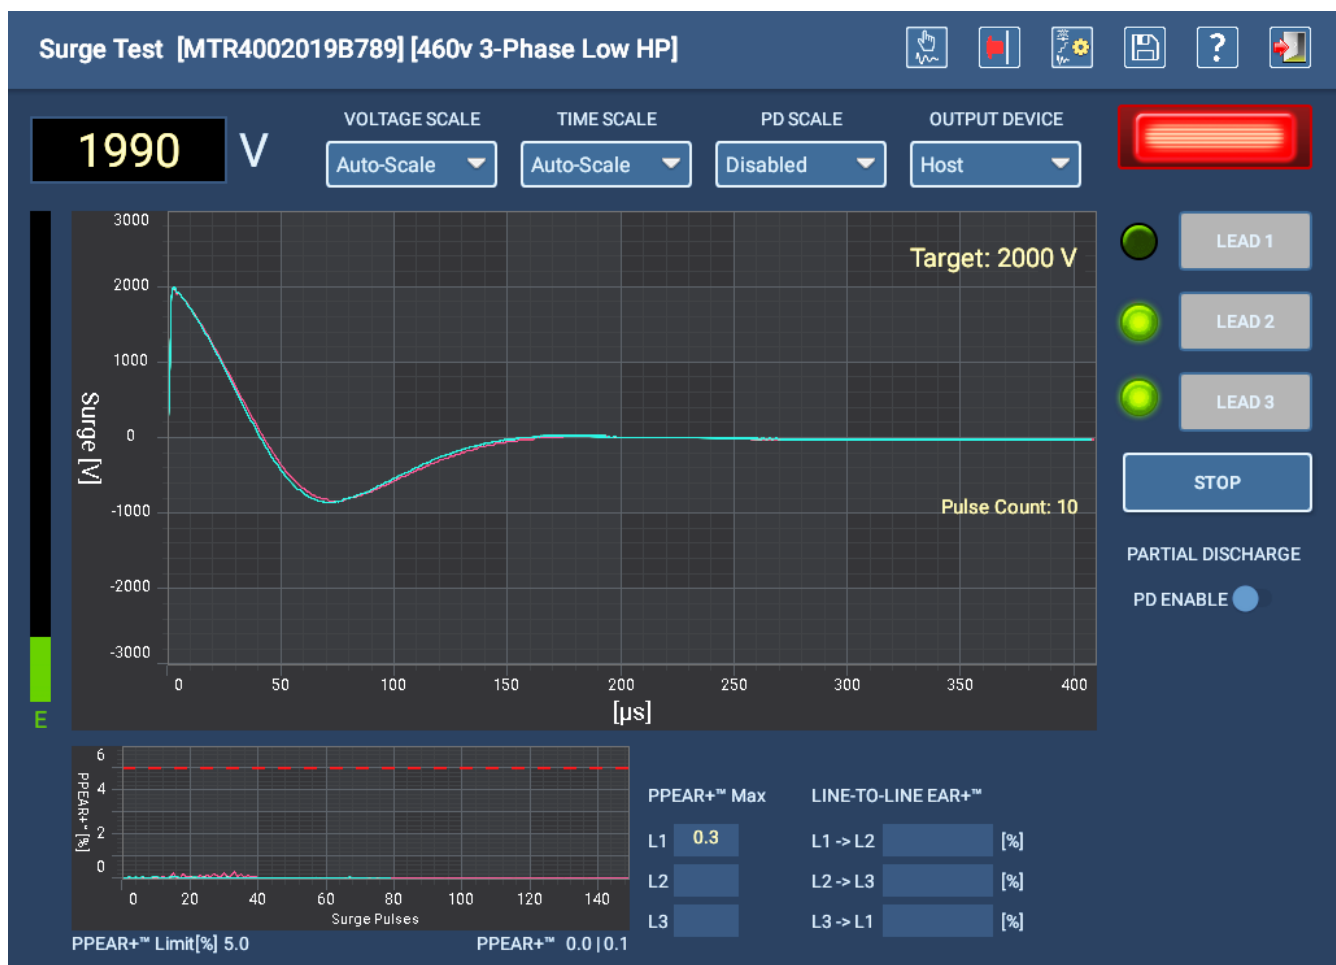 Surge Test [MTR4002019B789] [460v 3-Phase Low HP]
?
1990 V
VOLTAGE SCALE
Auto-Scale
TIME SCALE
Auto-Scale
PD SCALE
Disabled
OUTPUT DEVICE
Host
3000
2000
1000
0
-1000
-2000
-3000
Surge [V]
Target: 2000 V
Pulse Count: 10
0 50 100 150 200 250 300 350 400
[µs]
E
LEAD 1
LEAD 2
LEAD 3
STOP
PARTIAL DISCHARGE
PD ENABLE
6
4
2
0
PPEAR+™ [%]
0 20 40 60 80 100 120 140
Surge Pulses
PPEAR+™ Limit[%] 5.0
PPEAR+™ 0.0|0.1
PPEAR+™ Max
L1 0.3
L2
L3
LINE-TO-LINE EAR+™
L1 -> L2 [%]
L2 -> L3 [%]
L3 -> L1 [%]